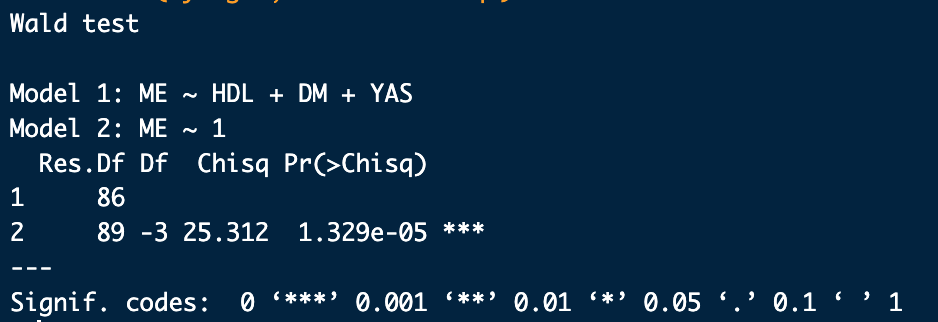 Wald test
Model 1: ME ~ HDL + DM + YAS
Model 2: ME ~ 1
  Res.Df Df  Chisq Pr(>Chisq)
1     86
2     89 -3 25.312  1.329e-05 ***
---
Signif. codes:  0 ‘***’ 0.001 ‘**’ 0.01 ‘*’ 0.05 ‘.’ 0.1 ‘ ’ 1